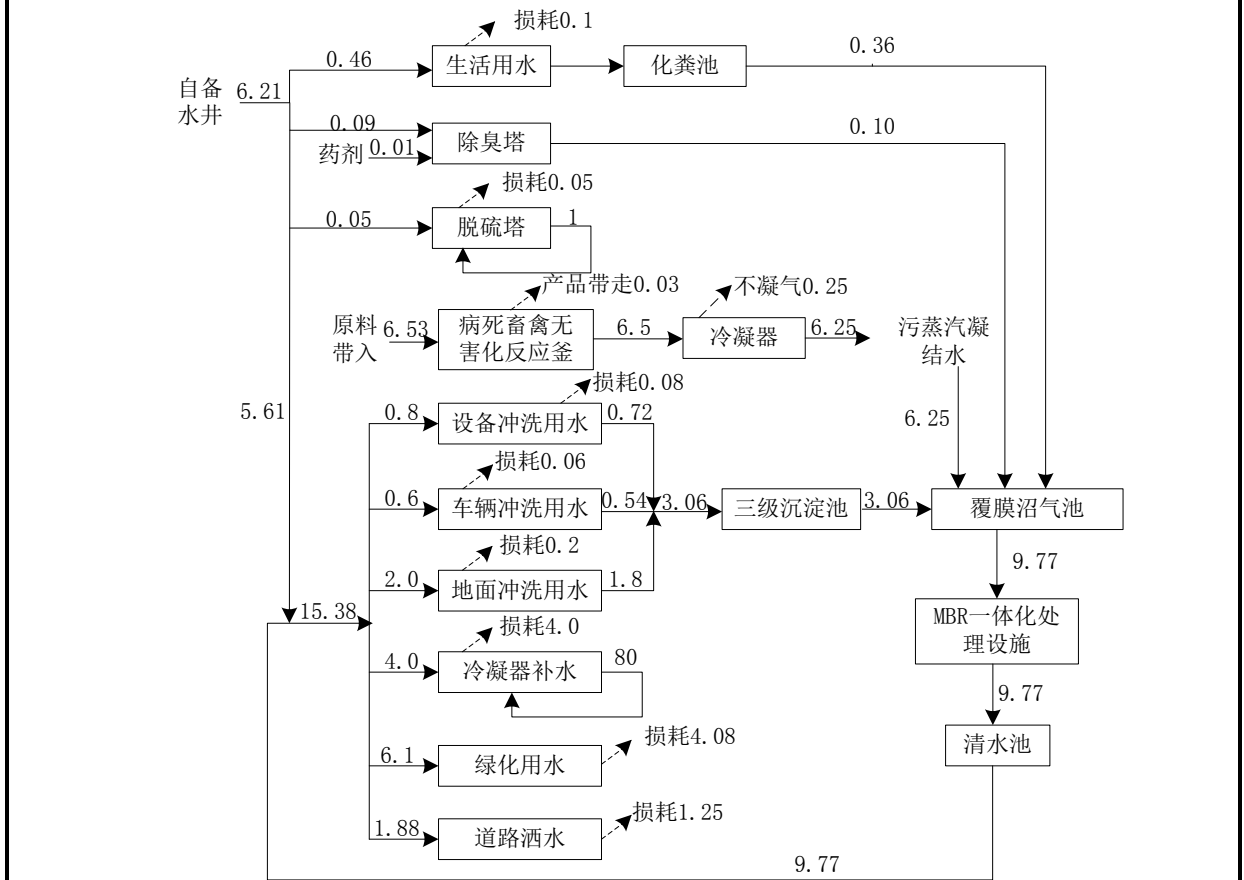 损耗0.1
0.46
生活用水
化粪池
0.36
自备
水井
6.21
0.09
药剂
0.01
除臭塔
0.10
损耗0.05
0.05
脱硫塔
1
产品带走0.03
不凝气0.25
原料
带入
6.53
病死畜禽无
害化反应釜
6.5
冷凝器
6.25
污蒸汽凝
结水
6.25
损耗0.08
5.61
0.8
设备冲洗用水
0.72
损耗0.06
0.6
车辆冲洗用水
0.54
3.06
三级沉淀池
3.06
覆膜沼气池
损耗0.2
2.0
地面冲洗用水
1.8
9.77
15.38
MBR一体化处
理设施
损耗4.0
4.0
冷凝器补水
80
9.77
清水池
损耗4.08
6.1
绿化用水
损耗1.25
1.88
道路洒水
9.77